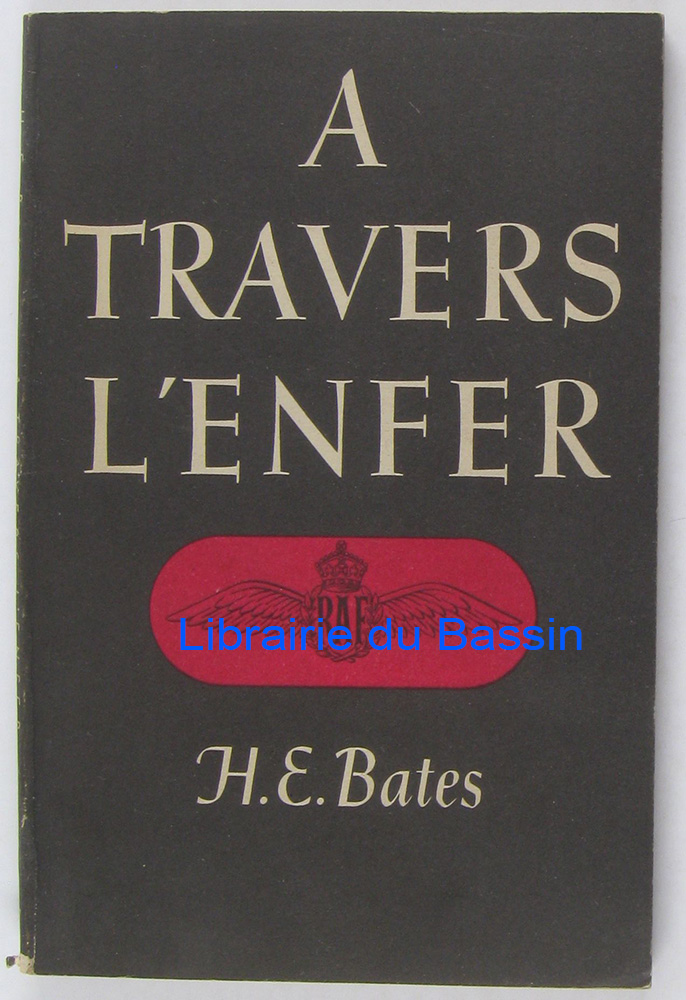 A
TRAVERS
L'ENFER
RAF
Librairie du Bassin
H.E. Bates